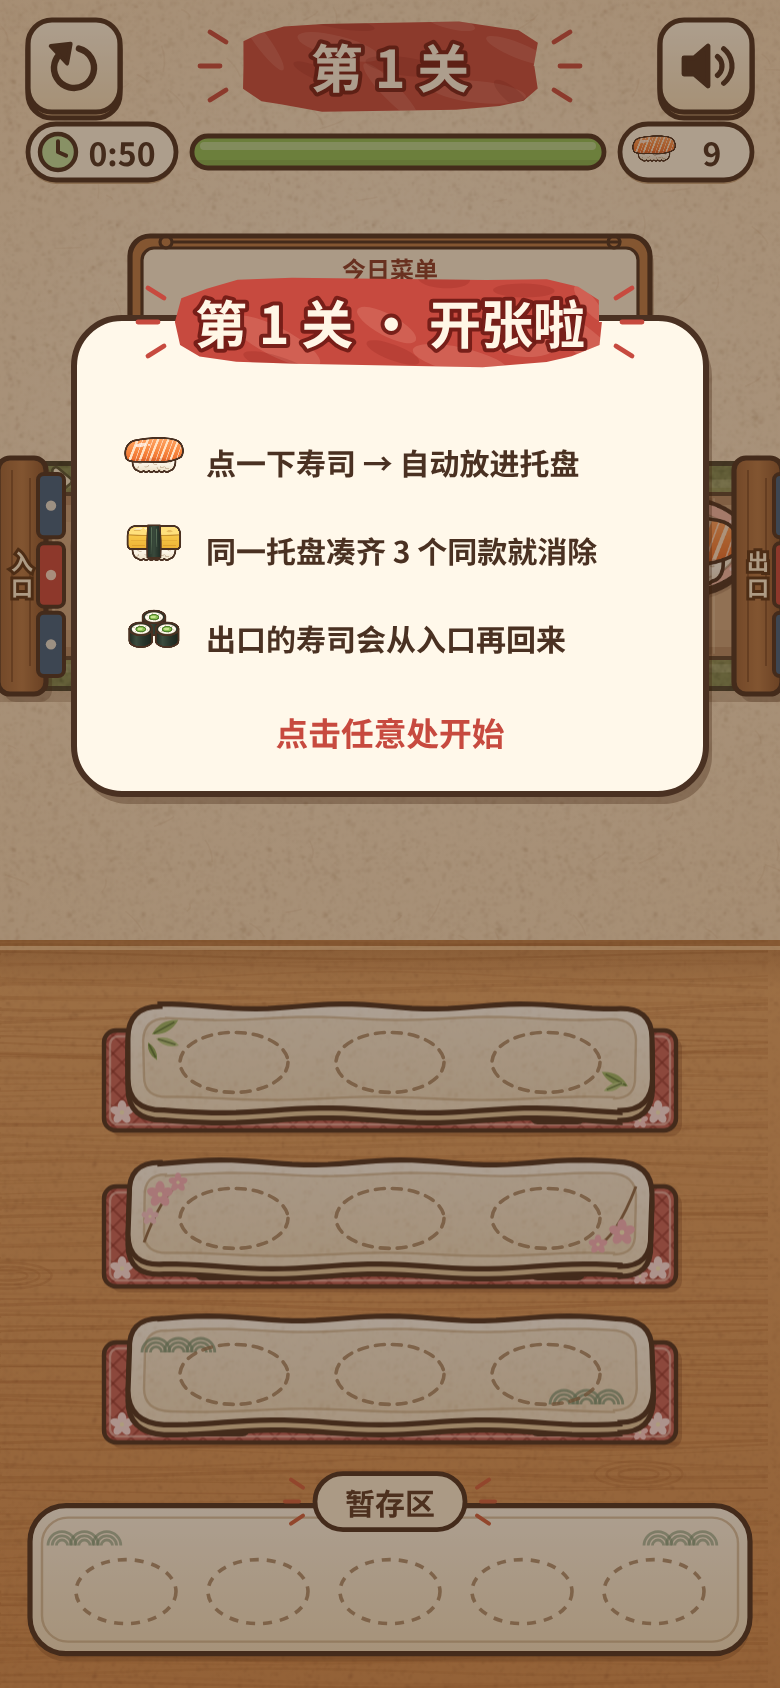 第1关
0:50
9
今日菜单
第1关·开张啦
点一下寿司→自动放进托盘
同一托盘凑齐 3 个同款就消除
出口的寿司会从入口再回来
点击任意处开始
入口
出口
暂存区